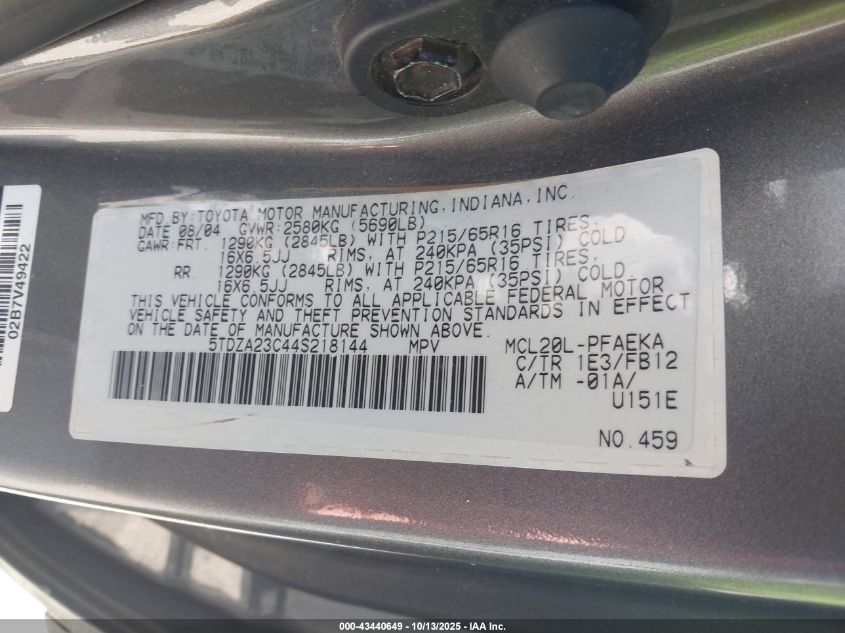 MFD BY:TOYOTA MOTOR MANUFACTURING,INDIANA,INC.
DATE 08/04 GVWR:2580KG (5690LB)
GAWR:FRT. 1290KG (2845LB) WITH P215/65R16 TIRES,
16X6.5JJ RIMS, AT 240KPA (35PSI) COLD.
RR. 1290KG (2845LB) WITH P215/65R16 TIRES,
16X6.5JJ RIMS, AT 240KPA (35PSI) COLD.
THIS VEHICLE CONFORMS TO ALL APPLICABLE FEDERAL MOTOR
VEHICLE SAFETY AND THEFT PREVENTION STANDARDS IN EFFECT
ON THE DATE OF MANUFACTURE SHOWN ABOVE.
5TDZA23C44S218144 MPV MCL20L-PFAEKA
C/TR 1E3/FB12
A/TM -01A/
U151E
NO.459
02B7V49422
000-43440649 - 10/13/2025 - IAA Inc.